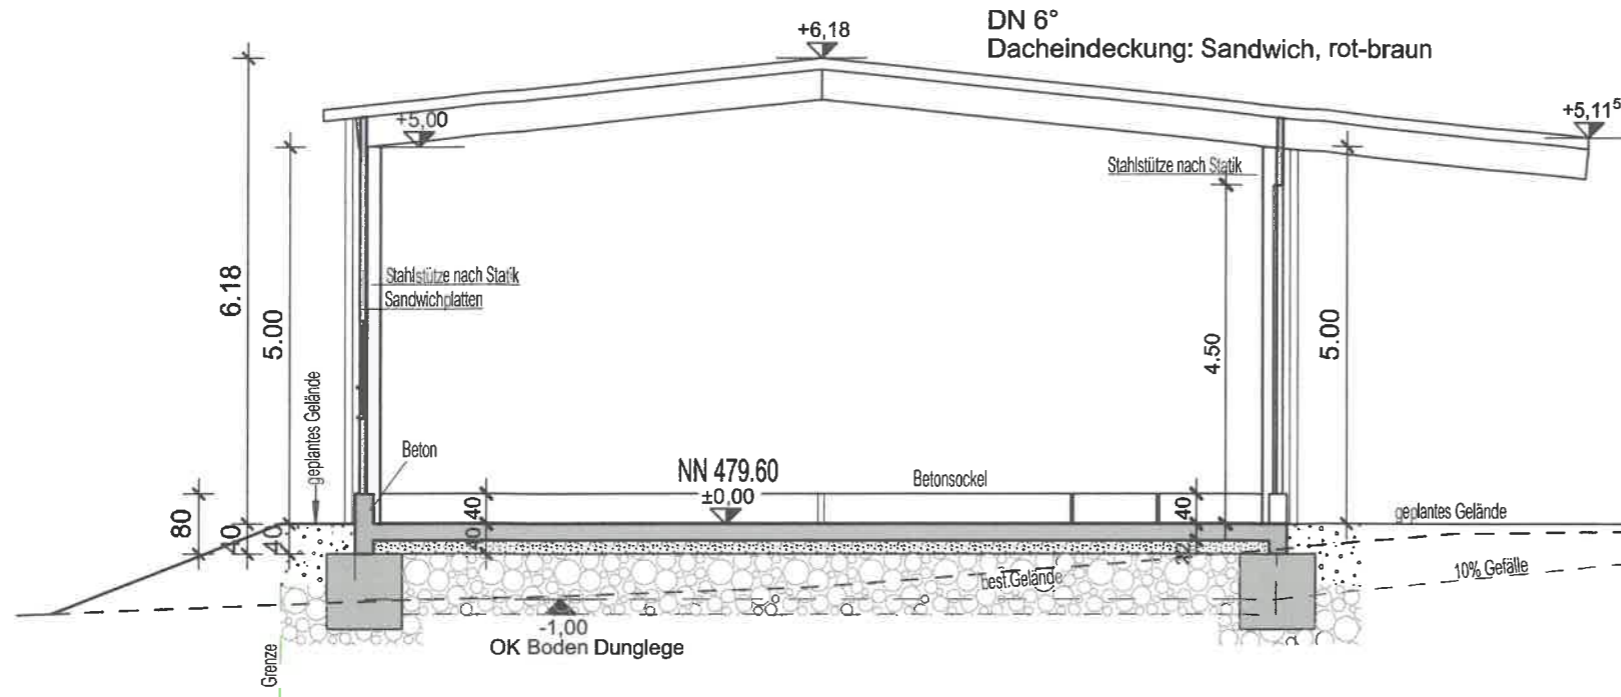 DN 6°
Dacheindeckung: Sandwich, rot-braun
+6,18
+5,00
+5,11⁵
Stahlstütze nach Statik
6.18
5.00
Stahlstütze nach Statik
Sandwichplatten
4.50
5.00
geplantes Gelände
Beton
NN 479.60
±0,00
Betonsockel
80
40
40
40
40
40
geplantes Gelände
best.Gelände
10% Gefälle
-1,00
OK Boden Dunglege
Grenze